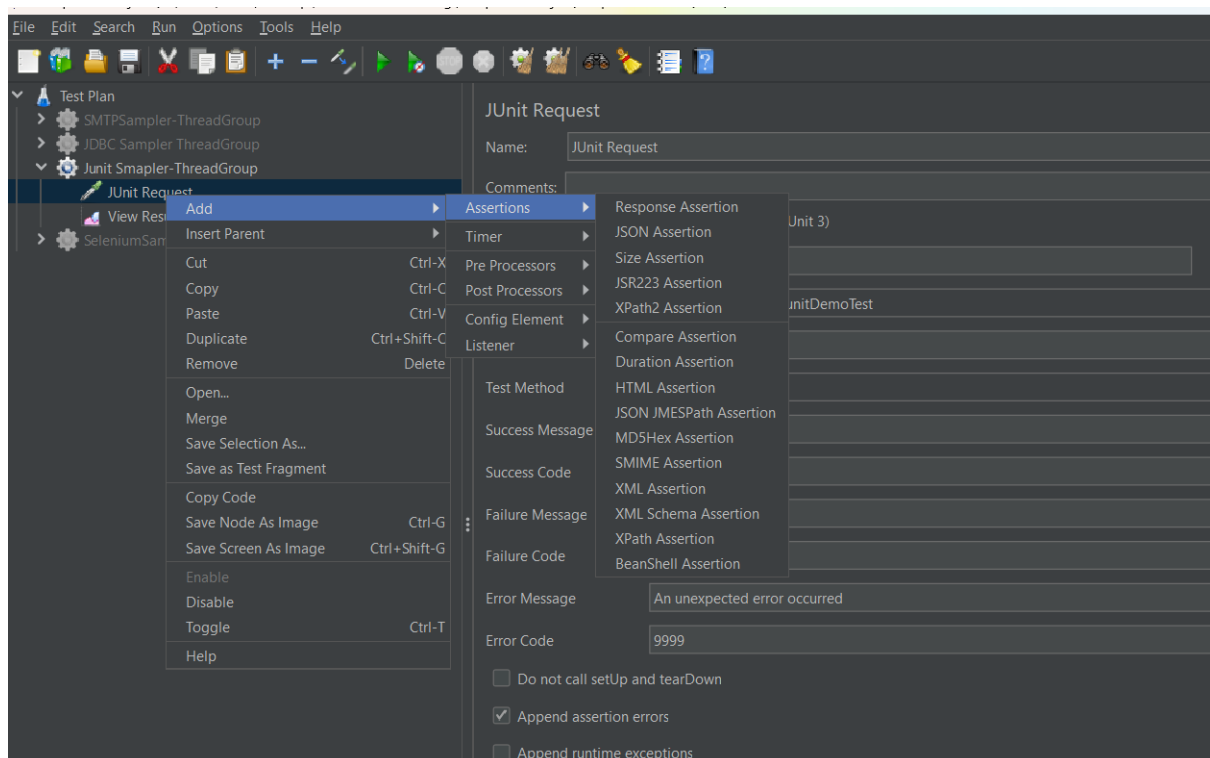 File Edit Search Run Options Tools Help
Test Plan
SMTPSampler-ThreadGroup
JDBC Sampler ThreadGroup
Junit Smapler-ThreadGroup
JUnit Request
View Res
SeleniumSam
Add
Insert Parent
Cut Ctrl-X
Copy Ctrl-C
Paste Ctrl-V
Duplicate Ctrl+Shift-C
Remove Delete
Open...
Merge
Save Selection As...
Save as Test Fragment
Copy Code
Save Node As Image Ctrl-G
Save Screen As Image Ctrl+Shift-G
Enable
Disable
Toggle Ctrl-T
Help
Assertions
Timer
Pre Processors
Post Processors
Config Element
Listener
Response Assertion
JSON Assertion
Size Assertion
JSR223 Assertion
XPath2 Assertion
Compare Assertion
Duration Assertion
HTML Assertion
JSON JMESPath Assertion
MD5Hex Assertion
SMIME Assertion
XML Assertion
XML Schema Assertion
XPath Assertion
BeanShell Assertion
JUnit Request
Name: JUnit Request
Comments:
Unit 3)
unitDemoTest
Test Method
Success Message
Success Code
Failure Message
Failure Code
Error Message An unexpected error occurred
Error Code 9999
Do not call setUp and tearDown
Append assertion errors
Append runtime exceptions